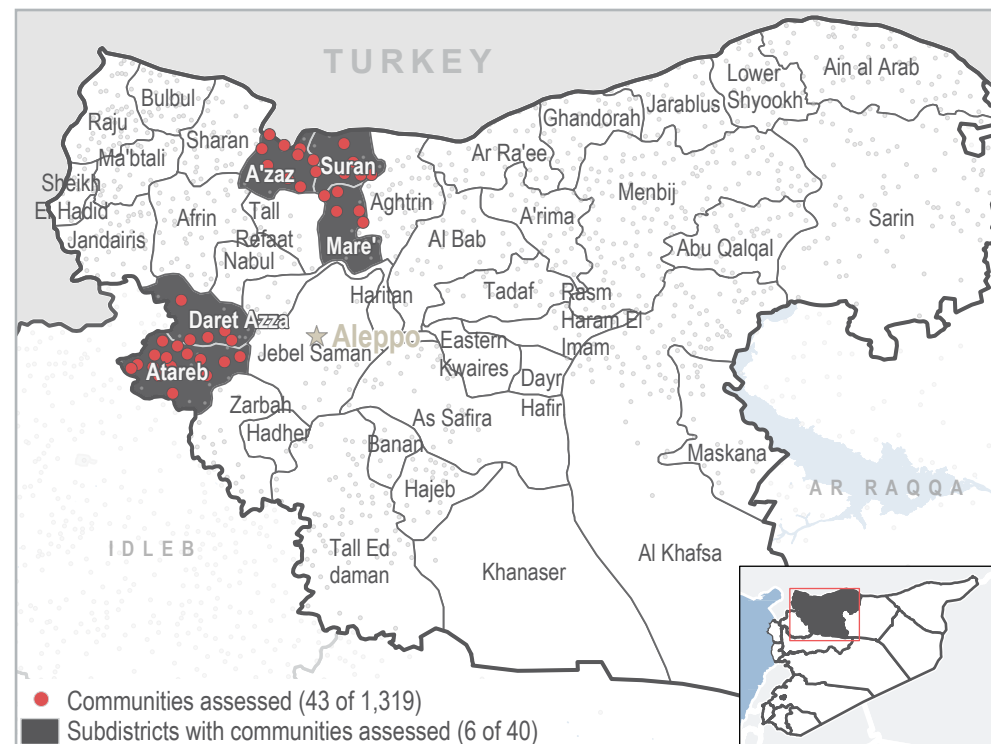 TURKEY
Ain al Arab
Lower
Shyookh
Bulbul
Jarablus
Raju
Ghandorah
Sharan
Ma'btali
Ar Ra'ee
Suran
A'zaz
Sheikh
El Hadid
Menbij
Aghtrin
Tall
Refaat
Afrin
A'rima
Sarin
Jandairis
Al Bab
Mare'
Abu Qalqal
Nabul
Haritan
Tadaf
Rasm
Haram El
Imam
Daret Azza
Aleppo
Eastern
Kwaires
Jebel Saman
Atareb
Dayr
Hafir
Zarbah
As Safira
Hadher
Banan
Maskana
Hajeb
AR RAQQA
IDLEB
Tall Ed
daman
Al Khafsa
Khanaser
Communities assessed (43 of 1,319)
Subdistricts with communities assessed (6 of 40)